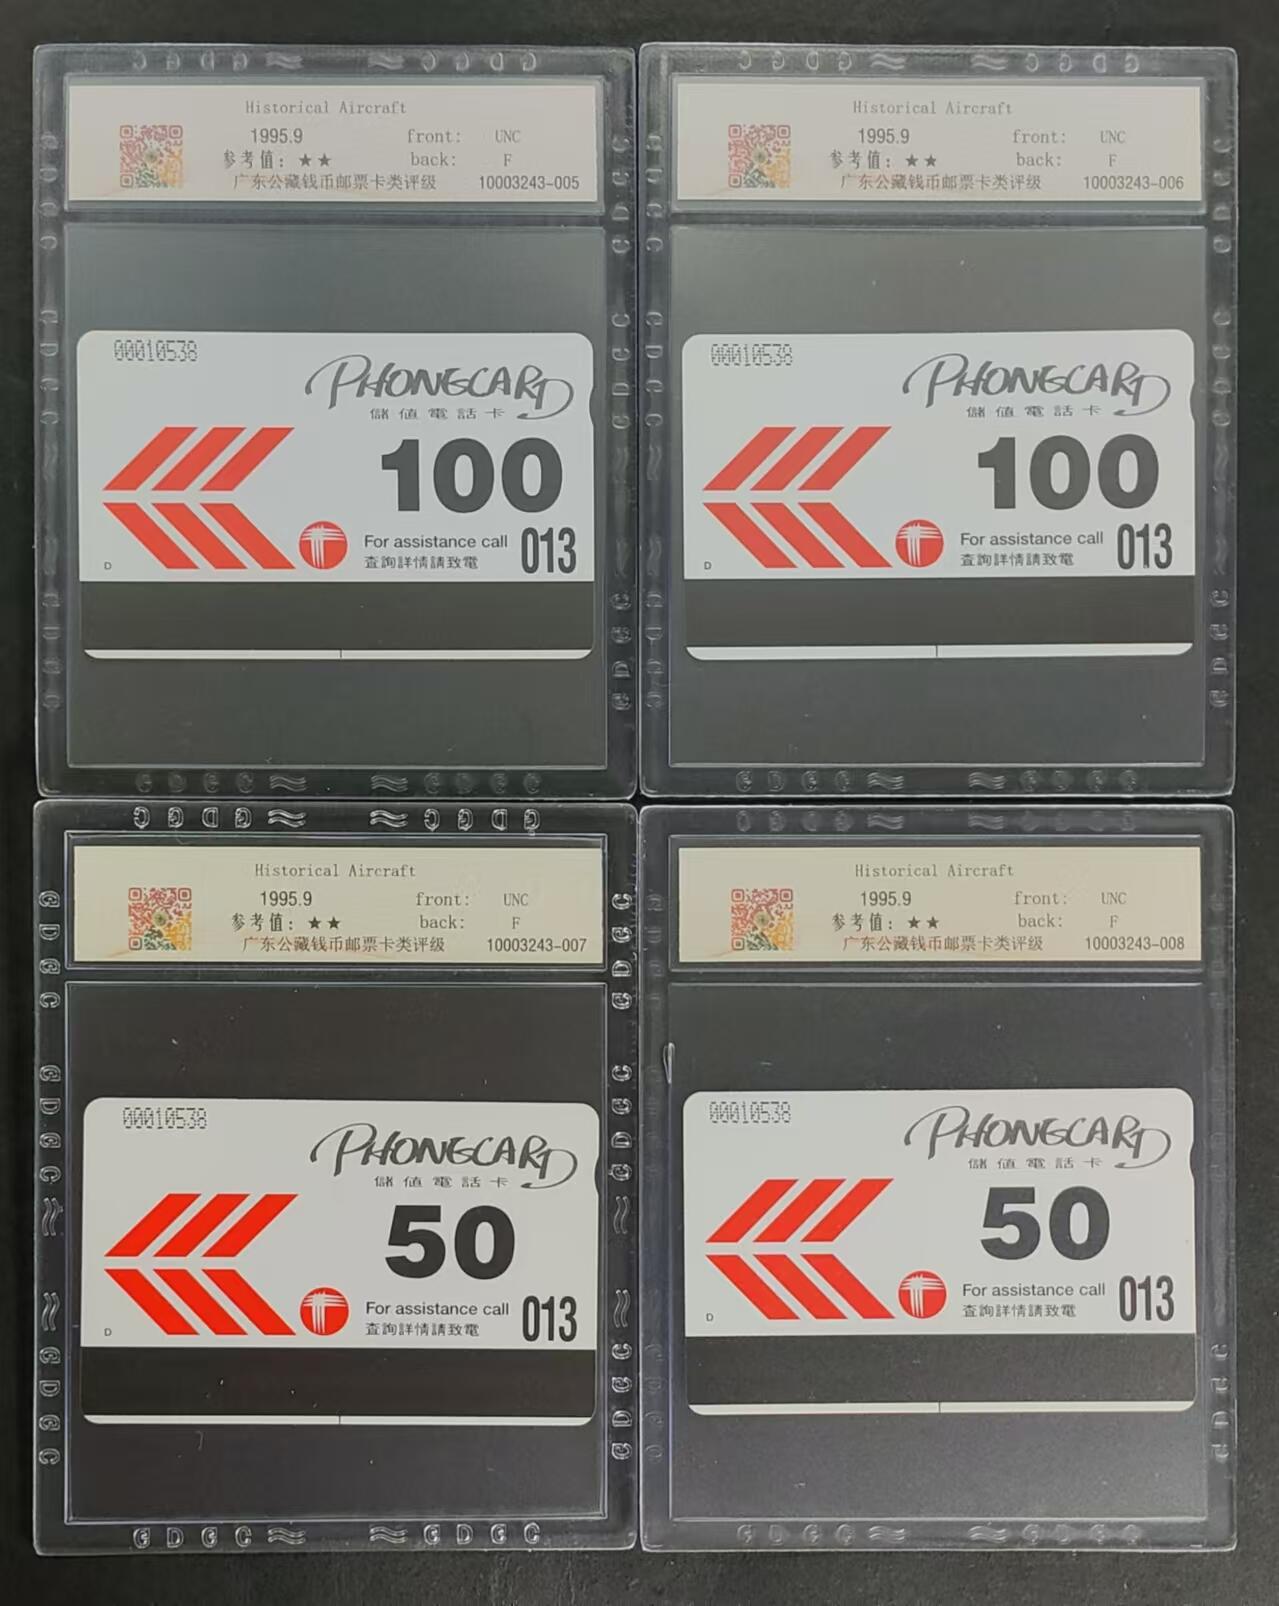 Historical Aircraft
1995.9 front: UNC
参考值：★★ back: F
广东公藏钱币邮票卡类评级 10003243-005
00010538
PHONECARD
儲值電話卡
100
For assistance call 013
查詢詳情請致電
D
Historical Aircraft
1995.9 front: UNC
参考值：★★ back: F
广东公藏钱币邮票卡类评级 10003243-006
00010538
PHONECARD
儲值電話卡
100
For assistance call 013
查詢詳情請致電
D
Historical Aircraft
1995.9 front: UNC
参考值：★★ back: F
广东公藏钱币邮票卡类评级 10003243-007
00010538
PHONECARD
儲值電話卡
50
For assistance call 013
查詢詳情請致電
D
Historical Aircraft
1995.9 front: UNC
参考值：★★ back: F
广东公藏钱币邮票卡类评级 10003243-008
00010538
PHONECARD
儲值電話卡
50
For assistance call 013
查詢詳情請致電
D